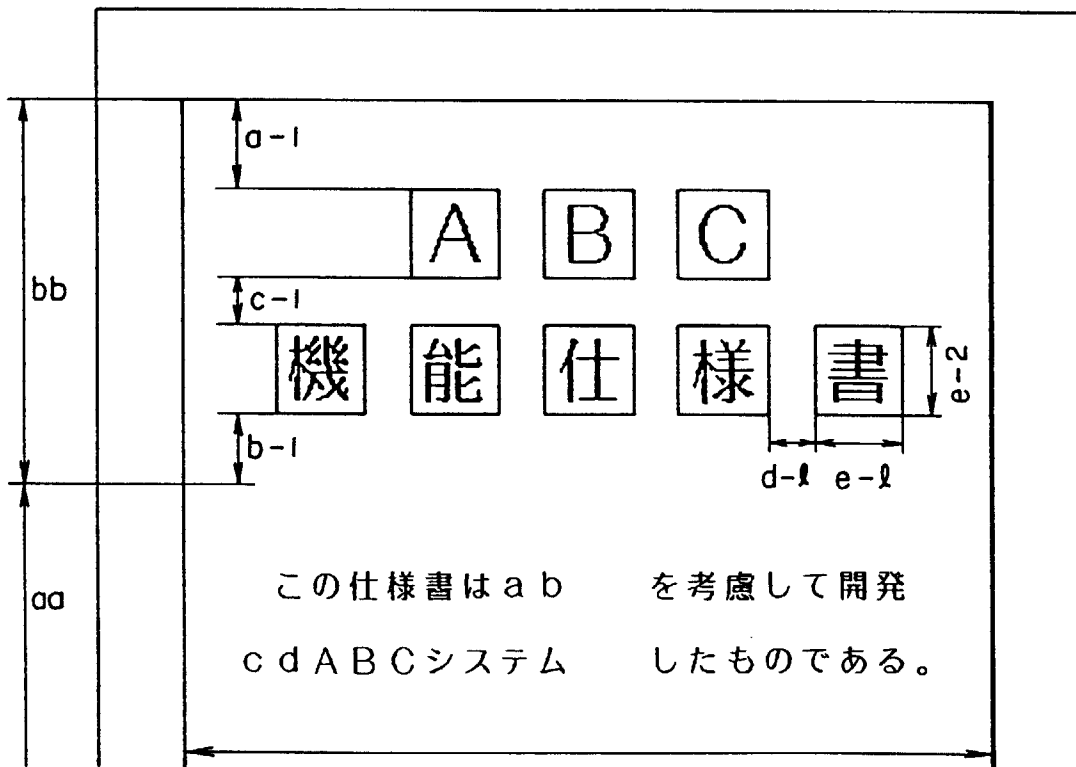 a-1
A B C
bb
c-1
機能仕様書
e-2
b-1
d-l e-l
aa
この仕様書はab を考慮して開発
cdABCシステム したものである。